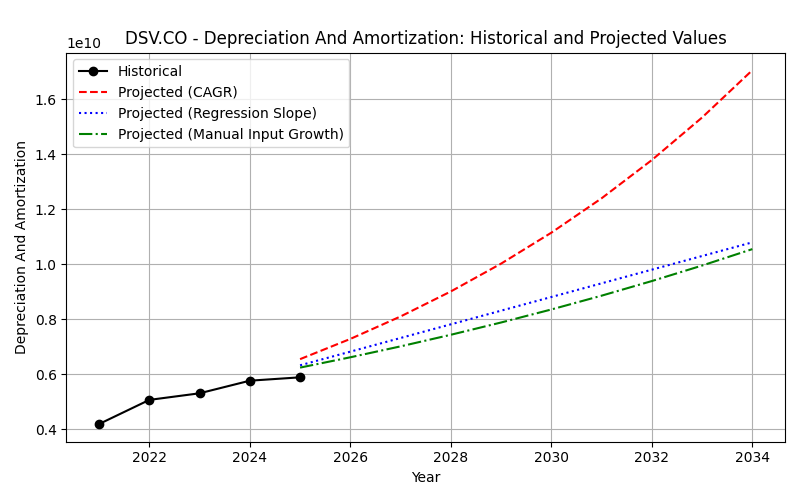 DSV.CO - Depreciation And Amortization: Historical and Projected Values
1e10
Historical
Projected (CAGR)
Projected (Regression Slope)
Projected (Manual Input Growth)
Depreciation And Amortization
1.6
1.4
1.2
1.0
0.8
0.6
0.4
2022
2024
2026
2028
2030
2032
2034
Year